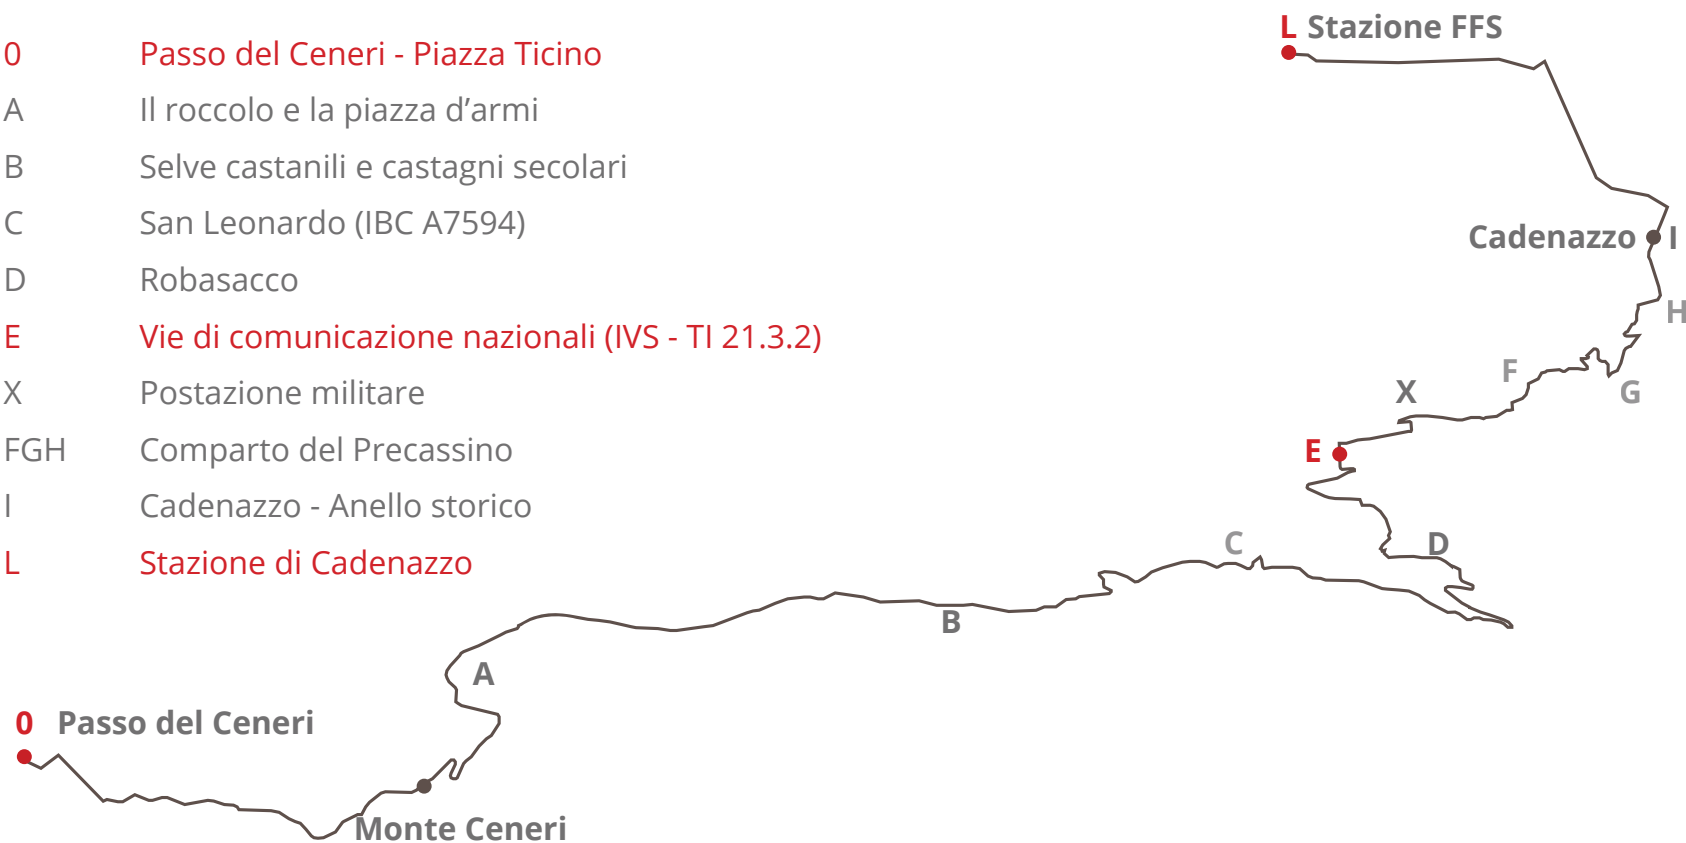 0 Passo del Ceneri - Piazza Ticino
A Il roccolo e la piazza d’armi
B Selve castanili e castagni secolari
C San Leonardo (IBC A7594)
D Robasacco
E Vie di comunicazione nazionali (IVS - TI 21.3.2)
X Postazione militare
FGH Comparto del Precassino
I Cadenazzo - Anello storico
L Stazione di Cadenazzo
L Stazione FFS
Cadenazzo I
H
F
G
X
E
C
D
B
A
0 Passo del Ceneri
Monte Ceneri